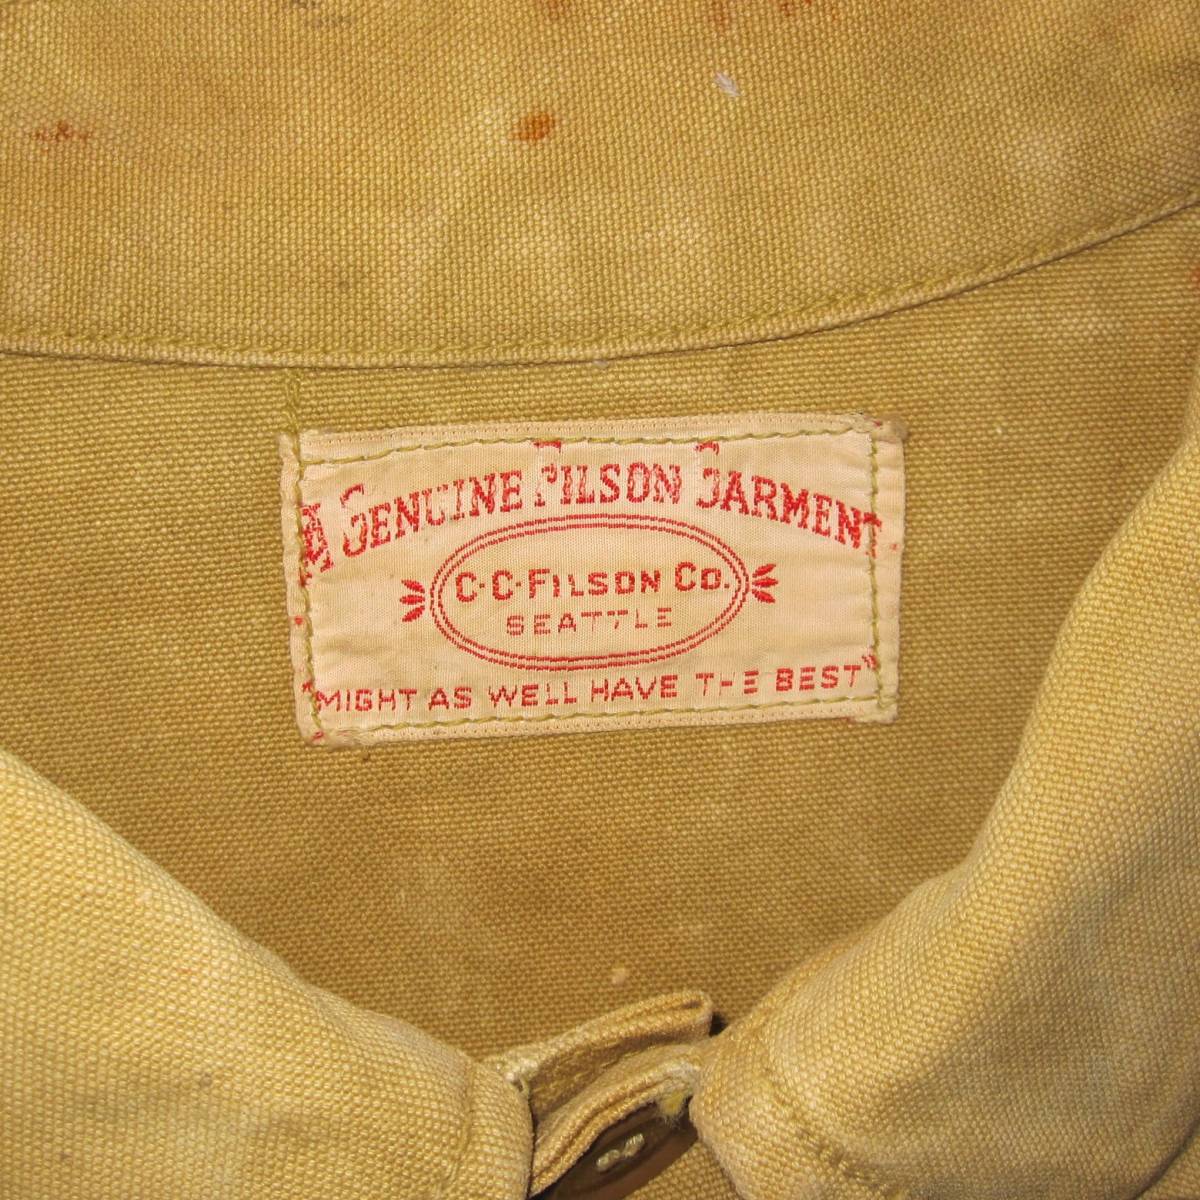 A GENUINE FILSON GARMENT
C·C·FILSON CO.
SEATTLE
"MIGHT AS WELL HAVE THE BEST"